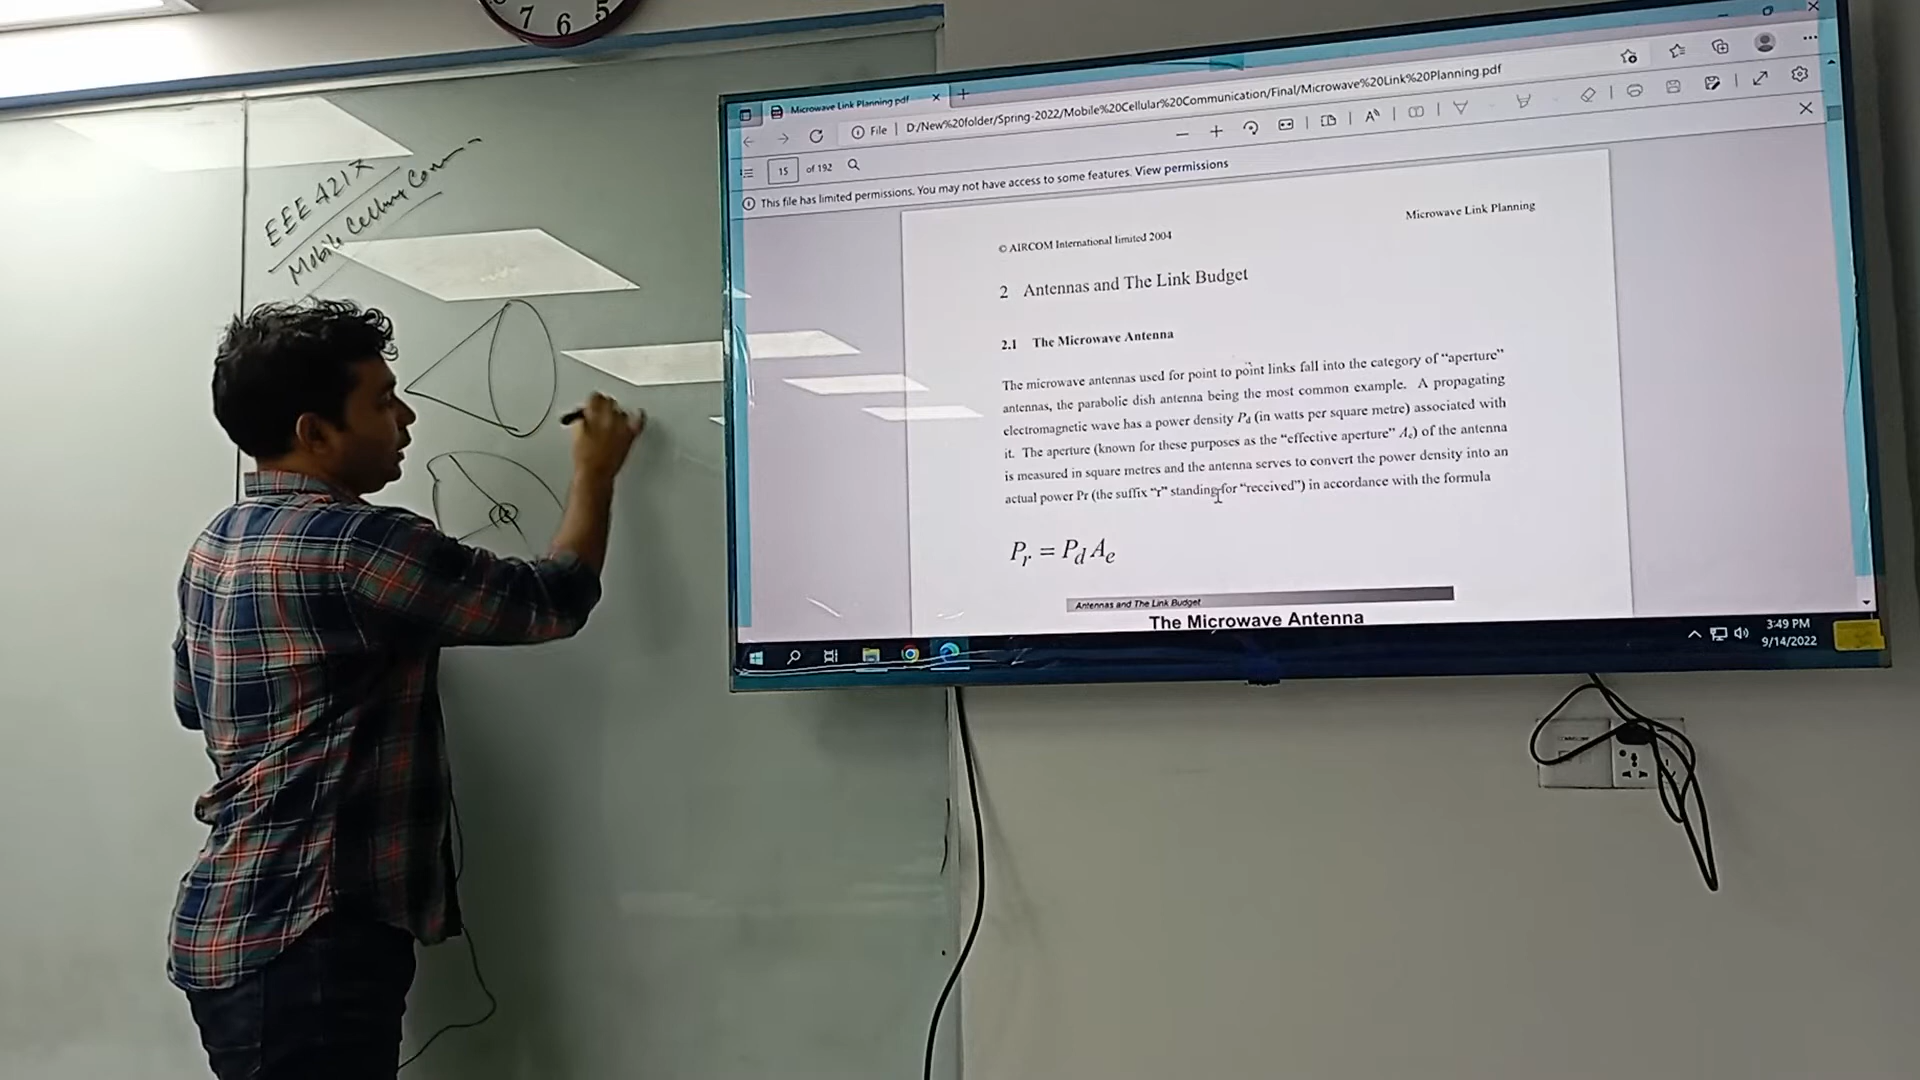 7 6 5
EEE 421
Mobile Cellular Comm
Microwave Link Planning.pdf
File | D:/New%20folder/Spring-2022/Mobile%20Cellular%20Communication/Final/Microwave%20Link%20Planning.pdf
15 of 192
This file has limited permissions. You may not have access to some features. View permissions
© AIRCOM International limited 2004
Microwave Link Planning
2 Antennas and The Link Budget
2.1 The Microwave Antenna
The microwave antennas used for point to point links fall into the category of “aperture”
antennas, the parabolic dish antenna being the most common example. A propagating
electromagnetic wave has a power density Pd (in watts per square metre) associated with
it. The aperture (known for these purposes as the “effective aperture” Ae) of the antenna
is measured in square metres and the antenna serves to convert the power density into an
actual power Pr (the suffix “r” standing for “received”) in accordance with the formula
Pr = Pd Ae
Antennas and The Link Budget
The Microwave Antenna
3:49 PM
9/14/2022